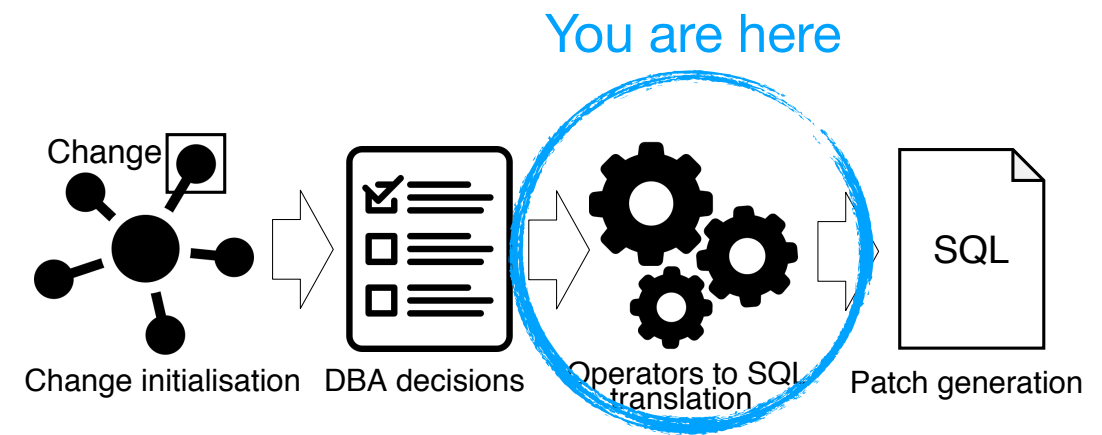 You are here
Change
SQL
Change initialisation
DBA decisions
Operators to SQL
translation
Patch generation